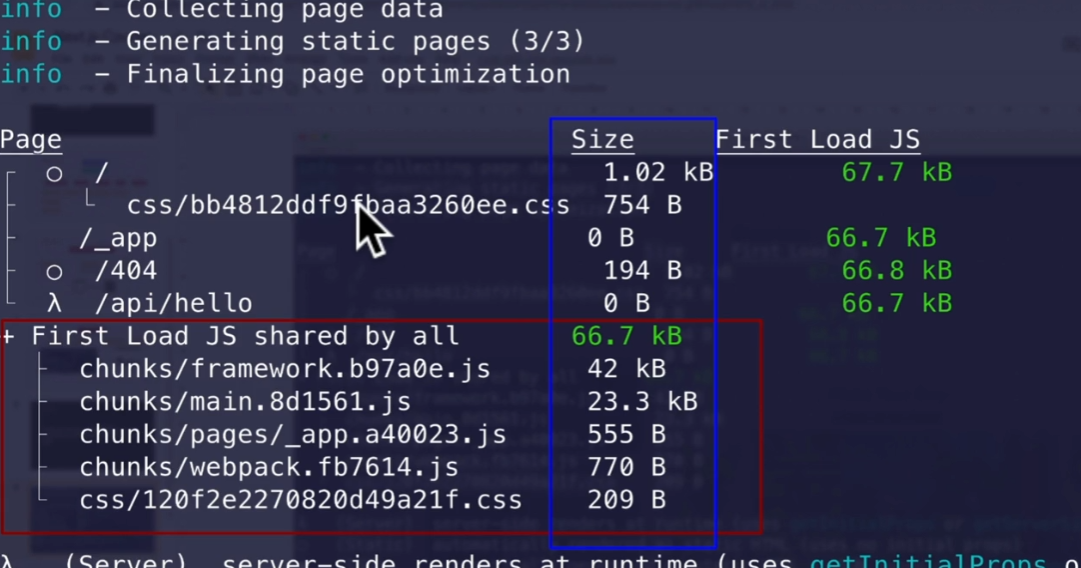 info – Collecting page data
info – Generating static pages (3/3)
info – Finalizing page optimization
Page Size First Load JS
┌ ○ / 1.02 kB 67.7 kB
├ └ css/bb4812ddf9fbaa3260ee.css 754 B
├ /_app 0 B 66.7 kB
├ ○ /404 194 B 66.8 kB
└ λ /api/hello 0 B 66.7 kB
+ First Load JS shared by all 66.7 kB
├ chunks/framework.b97a0e.js 42 kB
├ chunks/main.8d1561.js 23.3 kB
├ chunks/pages/_app.a40023.js 555 B
├ chunks/webpack.fb7614.js 770 B
└ css/120f2e2270820d49a21f.css 209 B
λ (Server) server-side renders at runtime (uses getInitialProps o